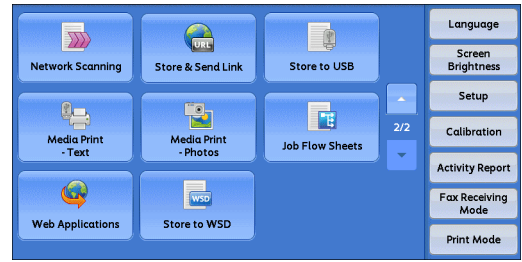 Network Scanning
URL
Store & Send Link
Store to USB
Media Print
- Text
Media Print
- Photos
Job Flow Sheets
Web Applications
WSD
Store to WSD
2/2
Language
Screen
Brightness
Setup
Calibration
Activity Report
Fax Receiving
Mode
Print Mode